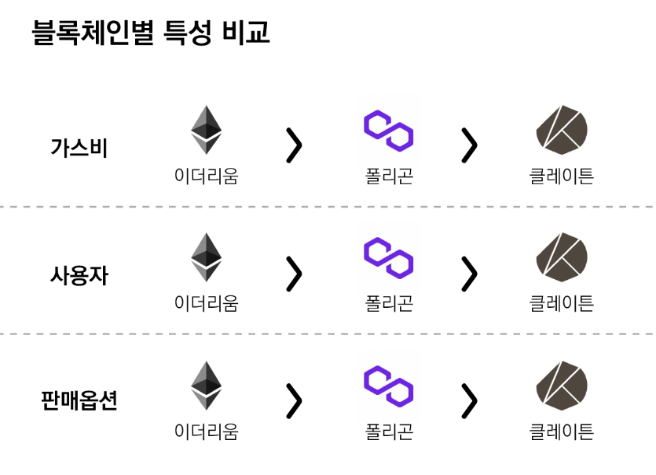 블록체인별 특성 비교
가스비
이더리움
폴리곤
클레이튼
사용자
이더리움
폴리곤
클레이튼
판매옵션
이더리움
폴리곤
클레이튼